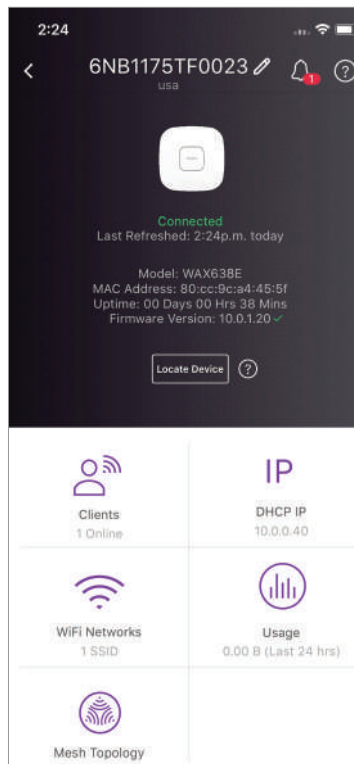 2:24
6NB1175TF0023
1
?
usa
Connected
Last Refreshed: 2:24p.m. today
Model: WAX638E
MAC Address: 80:cc:9c:a4:45:5f
Uptime: 00 Days 00 Hrs 38 Mins
Firmware Version: 10.0.1.20
Locate Device
?
Clients
1 Online
IP
DHCP IP
10.0.0.40
WiFi Networks
1 SSID
Usage
0.00 B (Last 24 hrs)
Mesh Topology